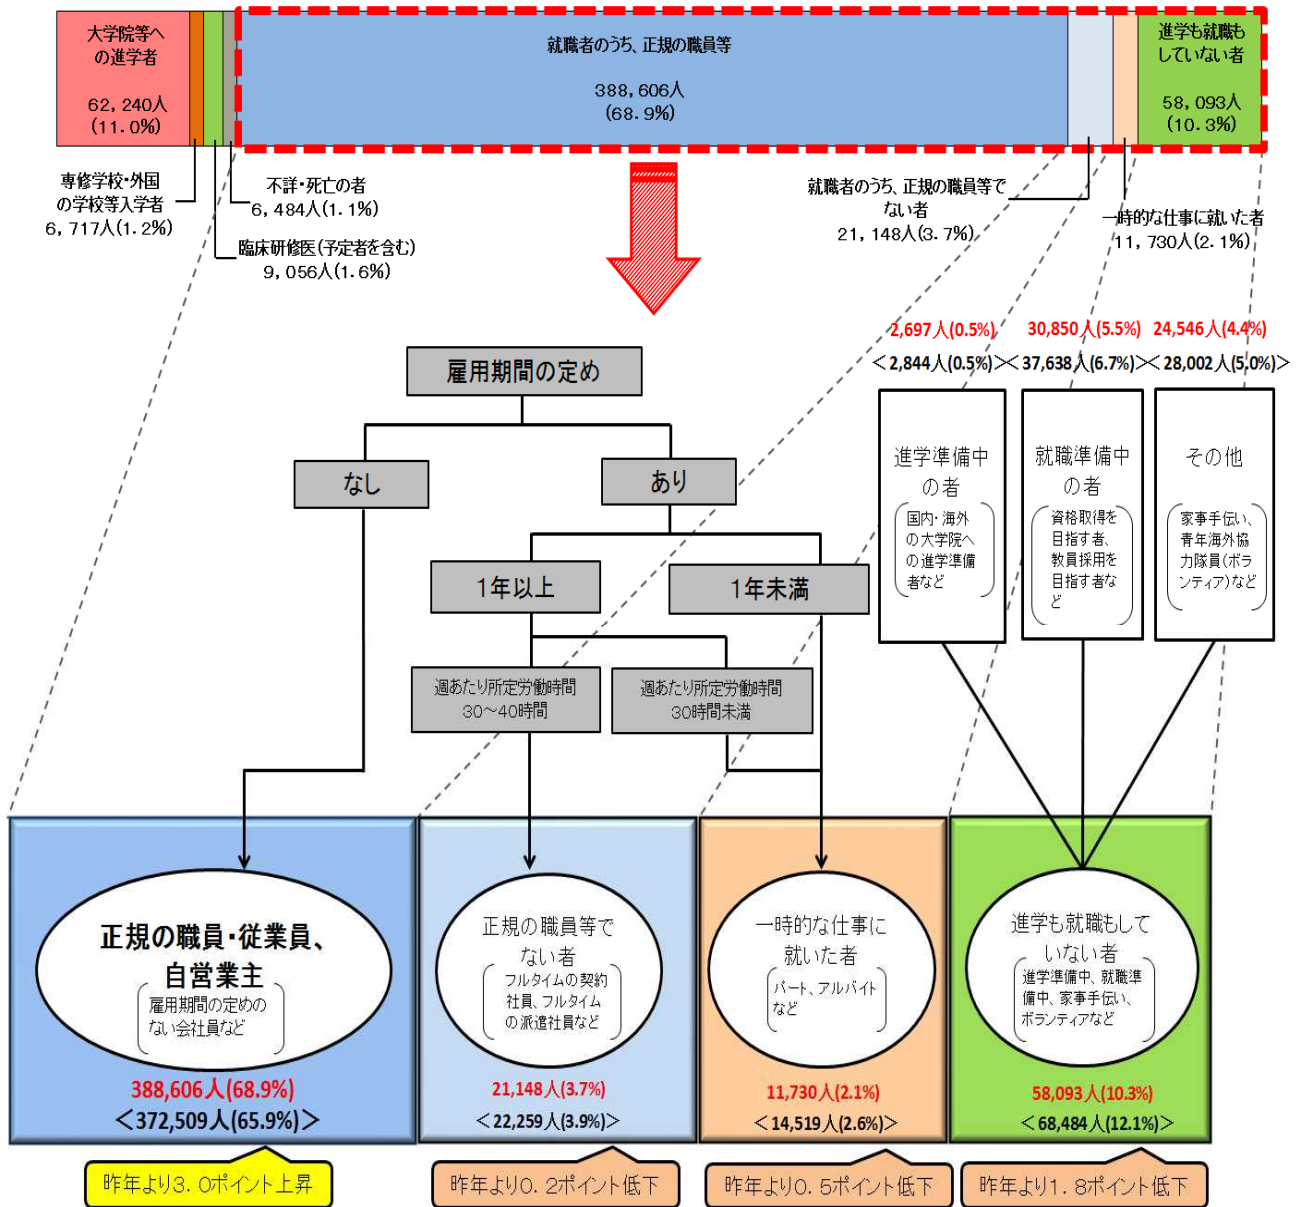 大学院等へ
の進学者
62,240人
(11.0%)
就職者のうち、正規の職員等
388,606人
(68.9%)
進学も就職も
していない者
58,093人
(10.3%)
専修学校・外国
の学校等入学者
6,717人(1.2%)
不詳・死亡の者
6,484人(1.1%)
臨床研修医(予定者を含む)
9,056人(1.6%)
就職者のうち、正規の職員等で
ない者
21,148人(3.7%)
一時的な仕事に就いた者
11,730人(2.1%)
2,697人(0.5%)
30,850人(5.5%)
24,546人(4.4%)
<2,844人(0.5%)>
<37,638人(6.7%)>
<28,002人(5.0%)>
雇用期間の定め
なし
あり
1年以上
1年未満
週あたり所定労働時間
30～40時間
週あたり所定労働時間
30時間未満
進学準備中
の者
国内・海外
の大学院へ
の進学準備
者など
就職準備中
の者
資格取得を
目指す者、
教員採用を
目指す者な
ど
その他
家事手伝い、
青年海外協
力隊員(ボラ
ンティア)など
正規の職員・従業員、
自営業主
雇用期間の定めの
ない会社員など
388,606人(68.9%)
<372,509人(65.9%)>
正規の職員等で
ない者
フルタイムの契約
社員、フルタイム
の派遣社員など
21,148人(3.7%)
<22,259人(3.9%)>
一時的な仕事に
就いた者
パート、アルバイト
など
11,730人(2.1%)
<14,519人(2.6%)>
進学も就職もして
いない者
進学準備中、就職準
備中、家事手伝い、
ボランティアなど
58,093人(10.3%)
<68,484人(12.1%)>
昨年より3.0ポイント上昇
昨年より0.2ポイント低下
昨年より0.5ポイント低下
昨年より1.8ポイント低下